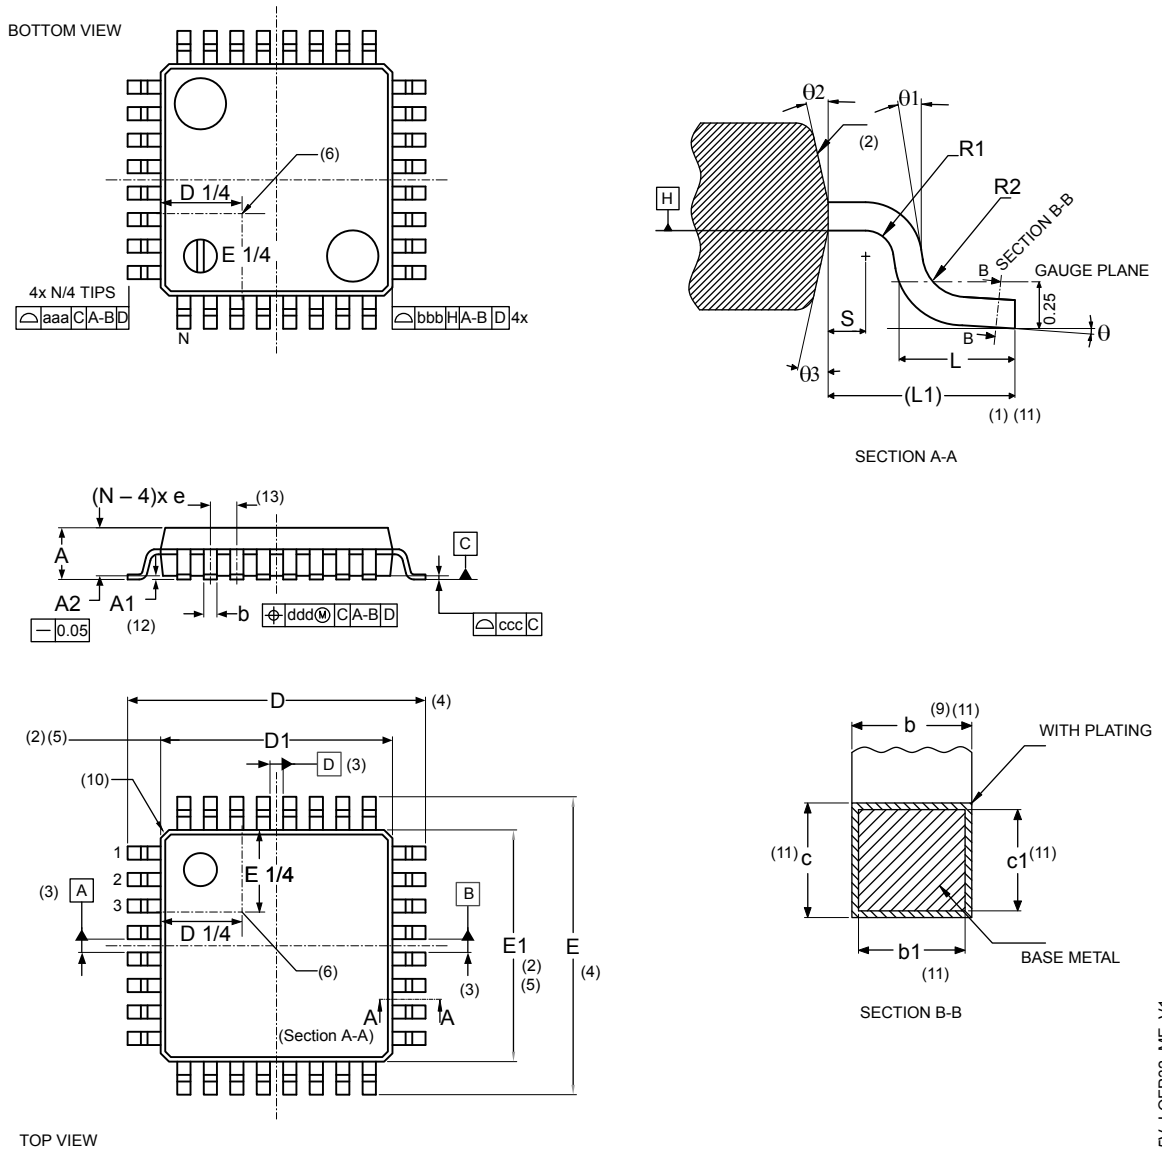 BOTTOM VIEW
(6)
D 1/4
E 1/4
4x N/4 TIPS
aaa C A-B D
bbb H A-B D 4x
N
θ2
θ1
(2)
R1
R2
H
SECTION B-B
B
GAUGE PLANE
0.25
S
B
θ
L
θ3
(L1)
(1) (11)
SECTION A-A
(N – 4)x e
(13)
A
C
A2
A1
(12)
b
ddd M C A-B D
0.05
ccc C
D
(4)
(2) (5)
D1
D (3)
(10)
1
2
3
E 1/4
(3) A
B
D 1/4
E1
(2)
(5)
E
(4)
(6)
(3)
A A
(Section A-A)
TOP VIEW
(9) (11)
b
WITH PLATING
(11) c
c1 (11)
b1
(11)
BASE METAL
SECTION B-B